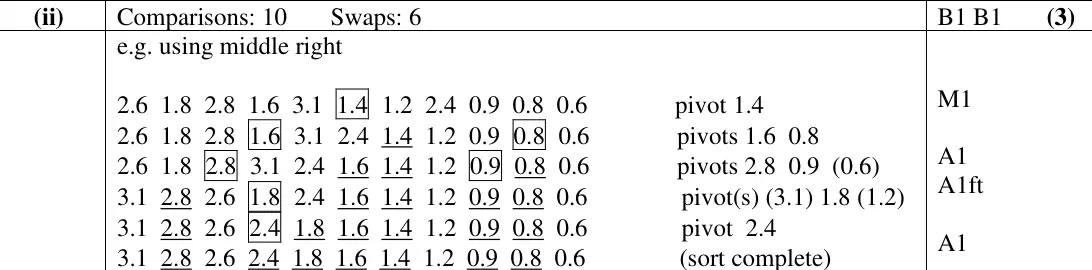 (ii) Comparisons: 10 Swaps: 6 B1 B1 (3)
e.g. using middle right
2.6 1.8 2.8 1.6 3.1 1.4 1.2 2.4 0.9 0.8 0.6 pivot 1.4 M1
2.6 1.8 2.8 1.6 3.1 2.4 1.4 1.2 0.9 0.8 0.6 pivots 1.6 0.8
2.6 1.8 2.8 3.1 2.4 1.6 1.4 1.2 0.9 0.8 0.6 pivots 2.8 0.9 (0.6) A1
3.1 2.8 2.6 1.8 2.4 1.6 1.4 1.2 0.9 0.8 0.6 pivot(s) (3.1) 1.8 (1.2) A1ft
3.1 2.8 2.6 2.4 1.8 1.6 1.4 1.2 0.9 0.8 0.6 pivot 2.4
3.1 2.8 2.6 2.4 1.8 1.6 1.4 1.2 0.9 0.8 0.6 (sort complete) A1